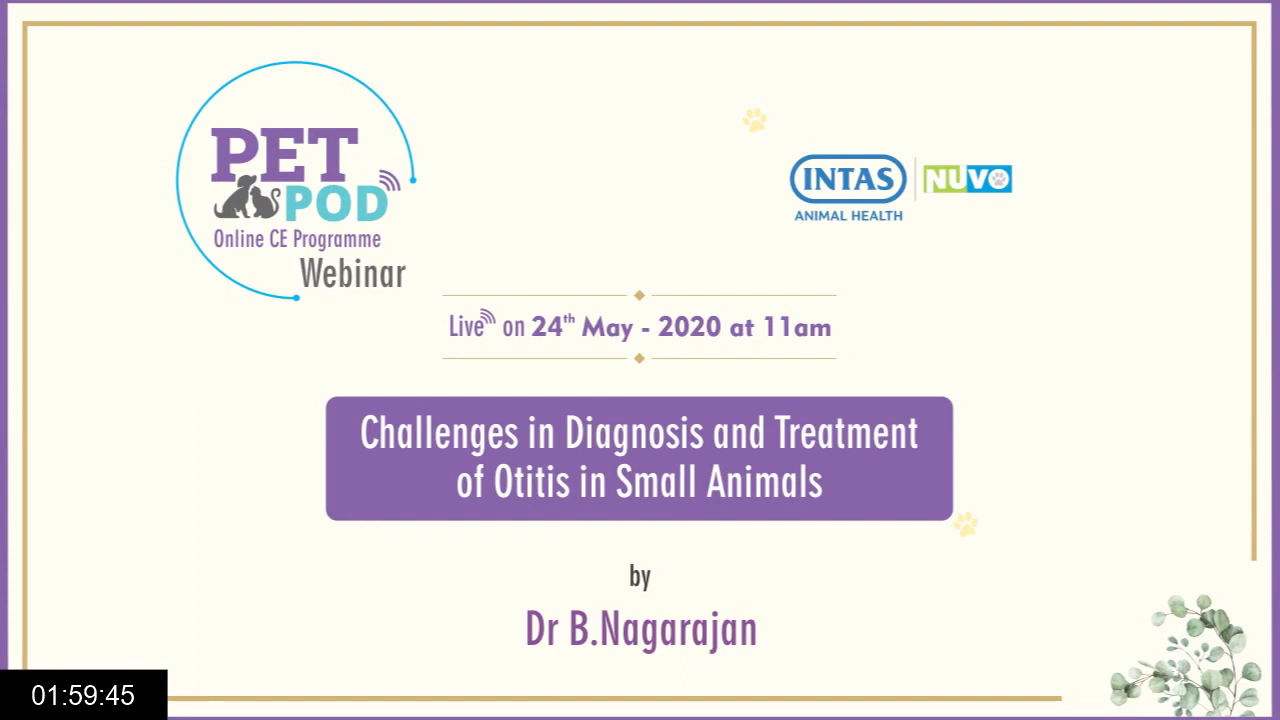 PET
POD
Online CE Programme
Webinar
INTAS
ANIMAL HEALTH
NUVO
Live on 24th May - 2020 at 11am
Challenges in Diagnosis and Treatment
of Otitis in Small Animals
by
Dr B.Nagarajan
01:59:45